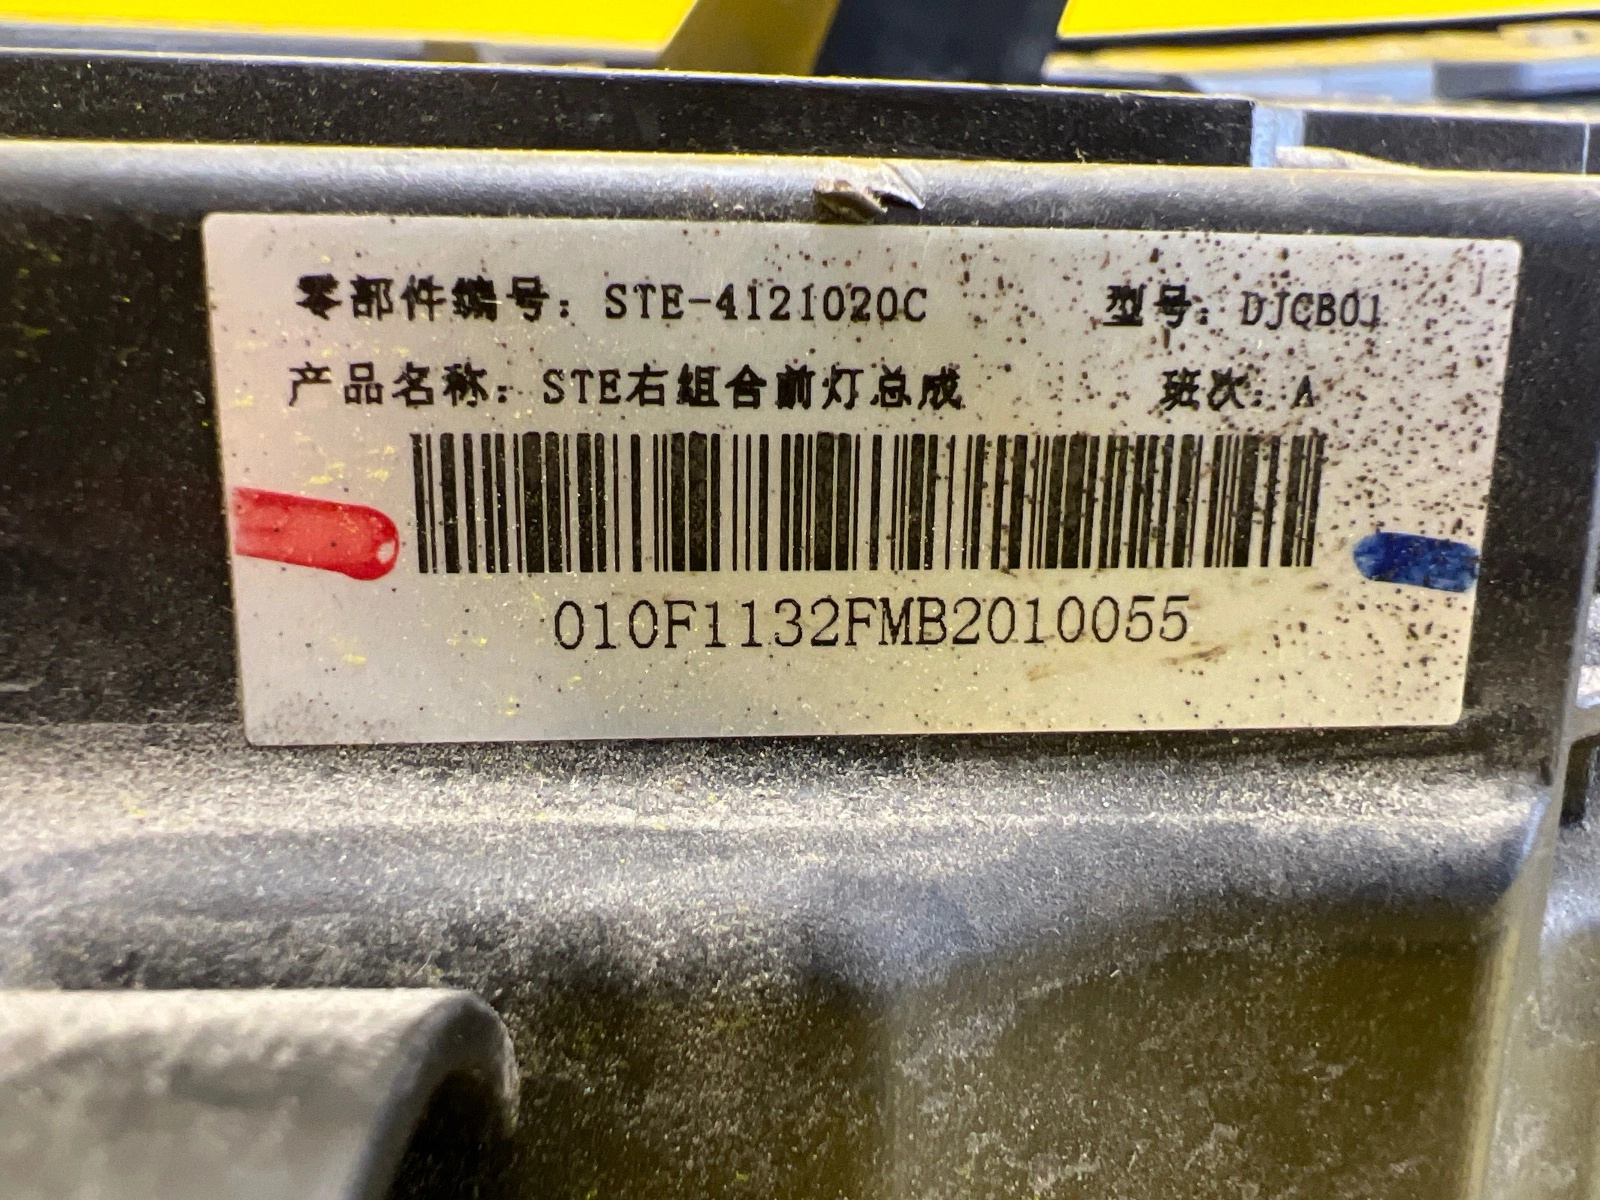 零部件编号：STE-4121020C 型号：DJCB01
产品名称：STE右组合前灯总成 班次：A
010F1132FMB2010055